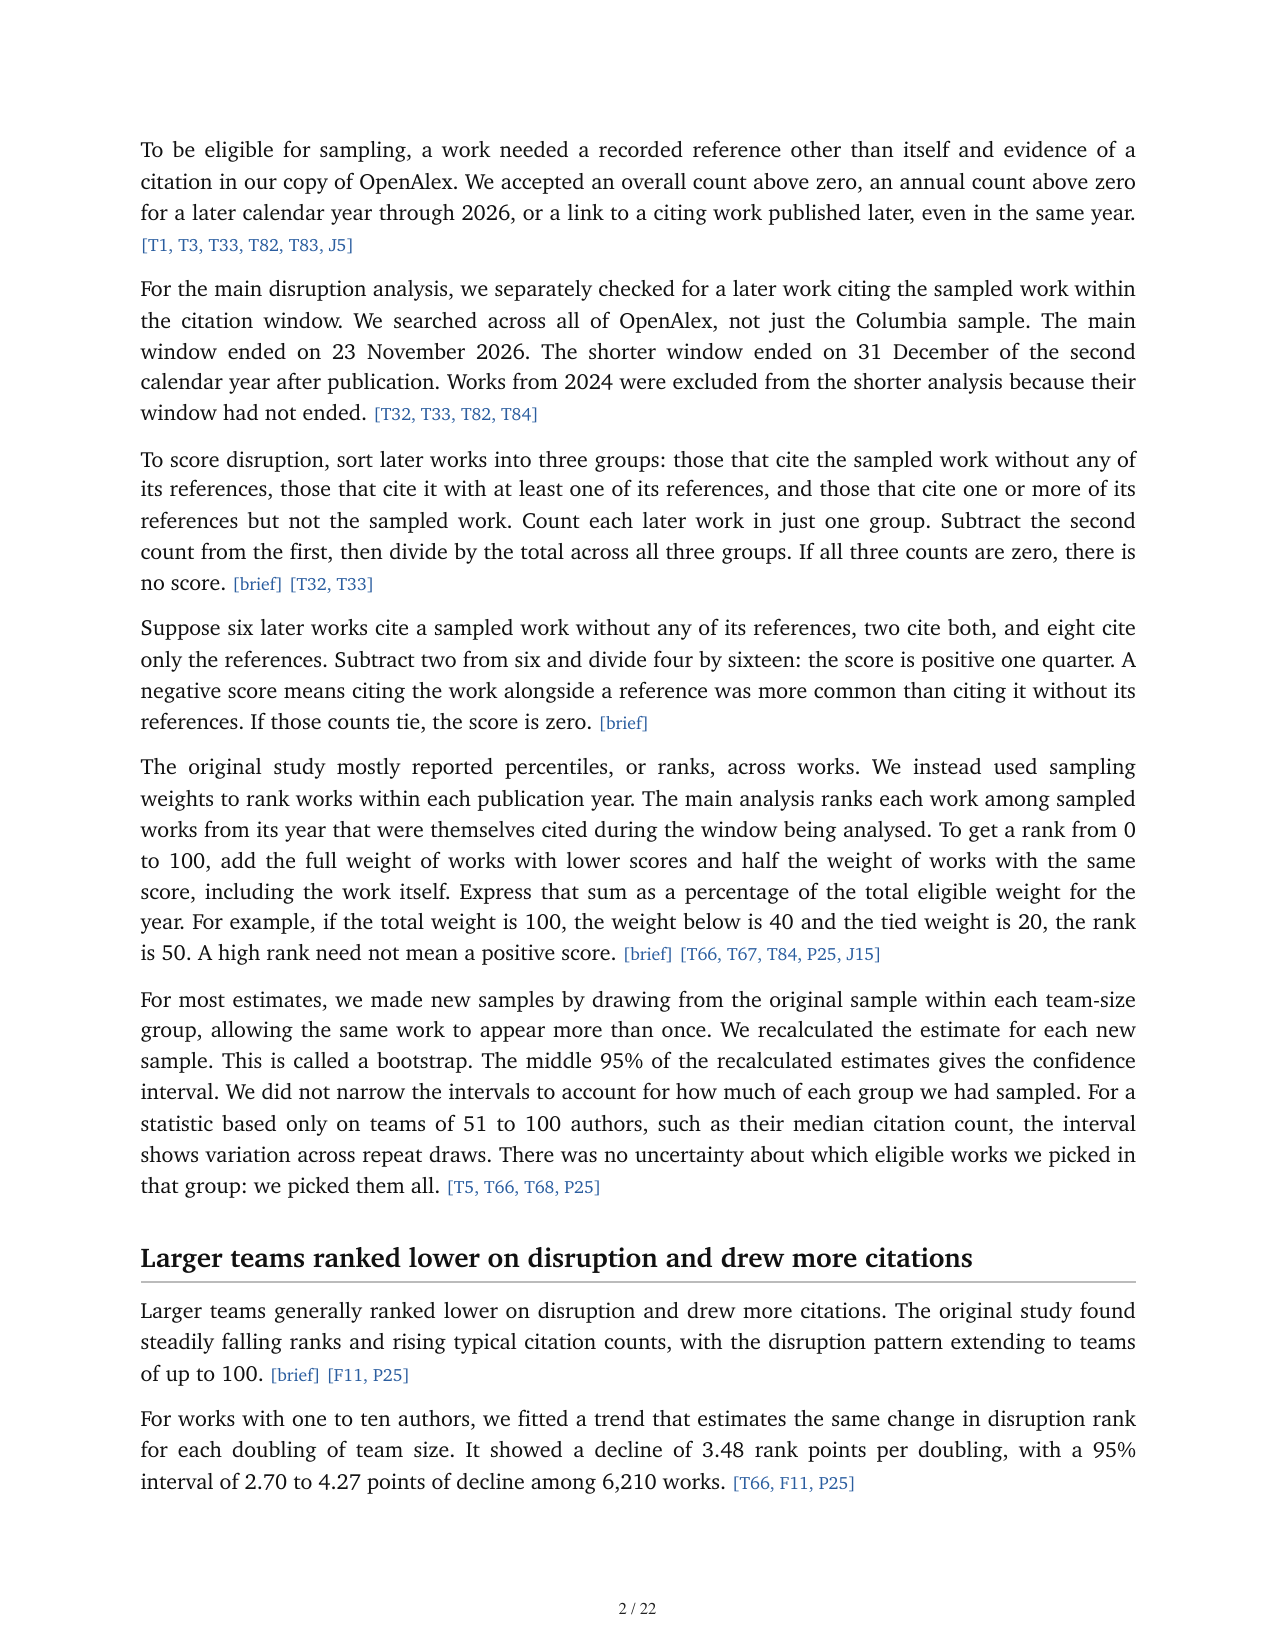 To be eligible for sampling, a work needed a recorded reference other than itself and evidence of a
citation in our copy of OpenAlex. We accepted an overall count above zero, an annual count above zero
for a later calendar year through 2026, or a link to a citing work published later, even in the same year.
[T1, T3, T33, T82, T83, J5]
For the main disruption analysis, we separately checked for a later work citing the sampled work within
the citation window. We searched across all of OpenAlex, not just the Columbia sample. The main
window ended on 23 November 2026. The shorter window ended on 31 December of the second
calendar year after publication. Works from 2024 were excluded from the shorter analysis because their
window had not ended. [T32, T33, T82, T84]
To score disruption, sort later works into three groups: those that cite the sampled work without any of
its references, those that cite it with at least one of its references, and those that cite one or more of its
references but not the sampled work. Count each later work in just one group. Subtract the second
count from the first, then divide by the total across all three groups. If all three counts are zero, there is
no score. [brief] [T32, T33]
Suppose six later works cite a sampled work without any of its references, two cite both, and eight cite
only the references. Subtract two from six and divide four by sixteen: the score is positive one quarter. A
negative score means citing the work alongside a reference was more common than citing it without its
references. If those counts tie, the score is zero. [brief]
The original study mostly reported percentiles, or ranks, across works. We instead used sampling
weights to rank works within each publication year. The main analysis ranks each work among sampled
works from its year that were themselves cited during the window being analysed. To get a rank from 0
to 100, add the full weight of works with lower scores and half the weight of works with the same
score, including the work itself. Express that sum as a percentage of the total eligible weight for the
year. For example, if the total weight is 100, the weight below is 40 and the tied weight is 20, the rank
is 50. A high rank need not mean a positive score. [brief] [T66, T67, T84, P25, J15]
For most estimates, we made new samples by drawing from the original sample within each team-size
group, allowing the same work to appear more than once. We recalculated the estimate for each new
sample. This is called a bootstrap. The middle 95% of the recalculated estimates gives the confidence
interval. We did not narrow the intervals to account for how much of each group we had sampled. For a
statistic based only on teams of 51 to 100 authors, such as their median citation count, the interval
shows variation across repeat draws. There was no uncertainty about which eligible works we picked in
that group: we picked them all. [T5, T66, T68, P25]
Larger teams ranked lower on disruption and drew more citations
Larger teams generally ranked lower on disruption and drew more citations. The original study found
steadily falling ranks and rising typical citation counts, with the disruption pattern extending to teams
of up to 100. [brief] [F11, P25]
For works with one to ten authors, we fitted a trend that estimates the same change in disruption rank
for each doubling of team size. It showed a decline of 3.48 rank points per doubling, with a 95%
interval of 2.70 to 4.27 points of decline among 6,210 works. [T66, F11, P25]
2 / 22